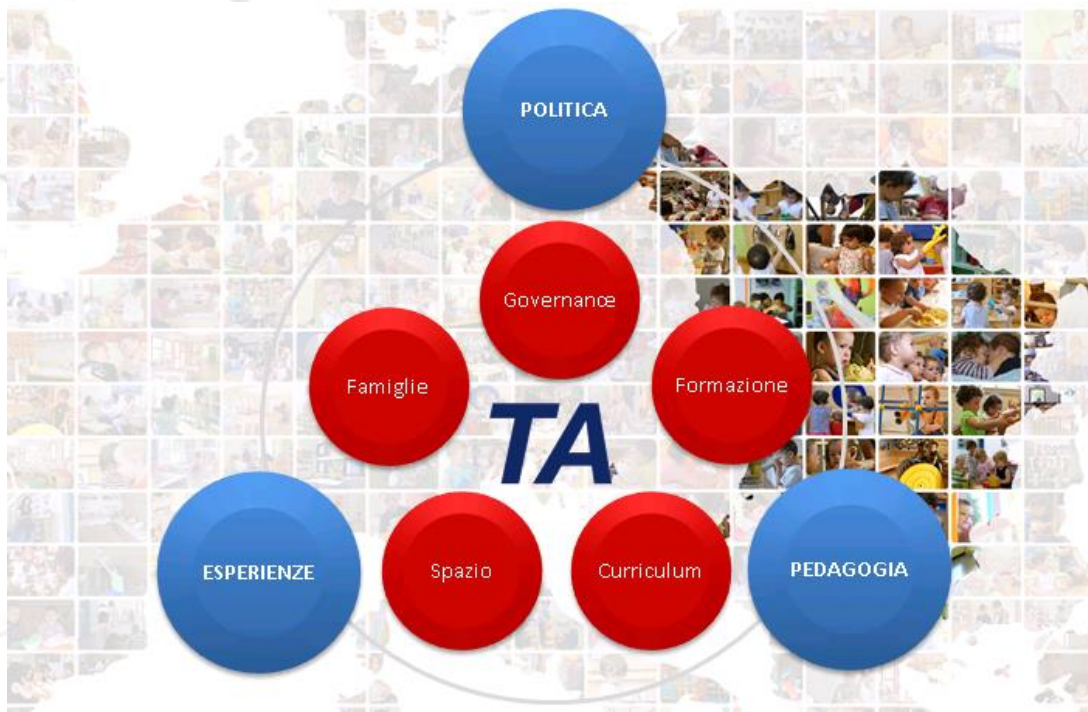 POLITICA
Governance
Famiglie
Formazione
TA
ESPERIENZE
Spazio
Curriculum
PEDAGOGIA